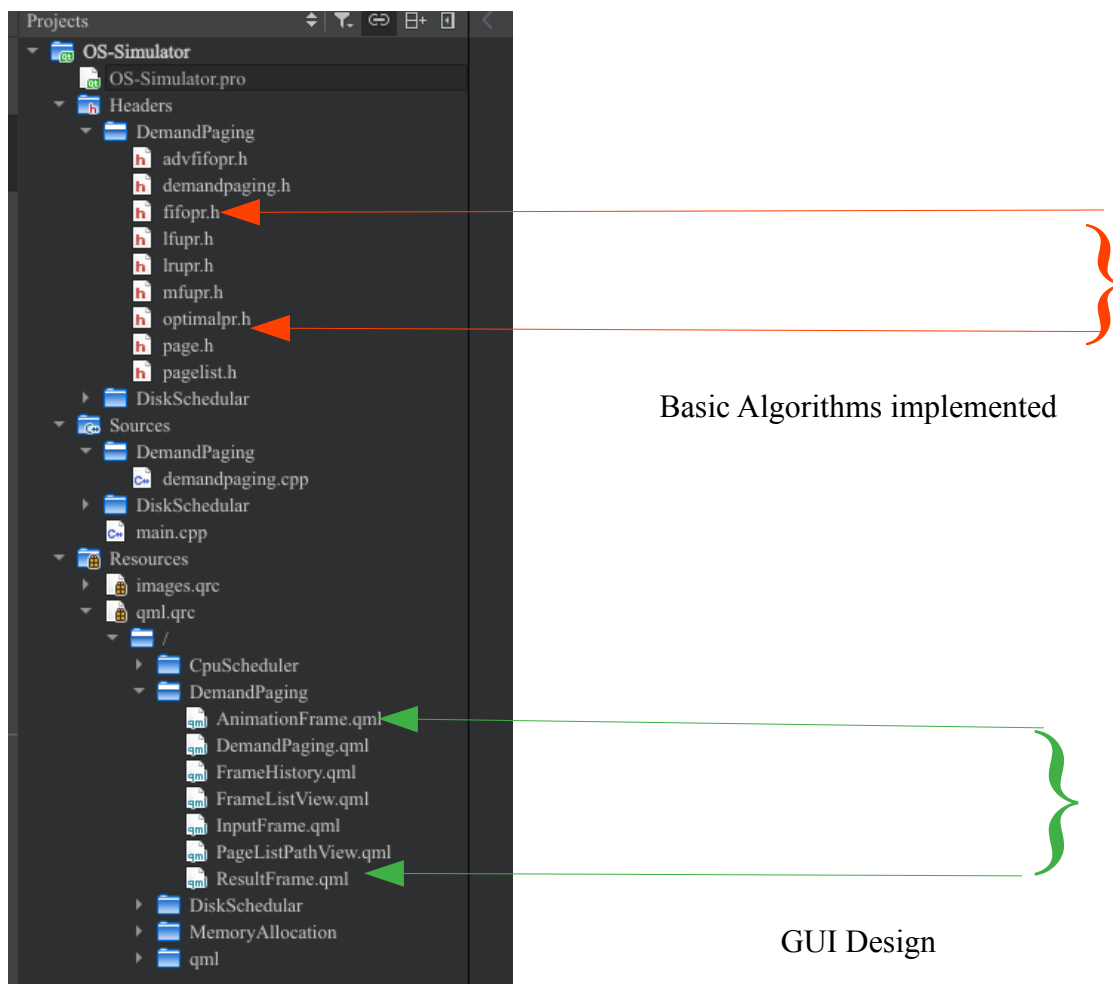 Projects
OS-Simulator
OS-Simulator.pro
Headers
DemandPaging
advfifopr.h
demandpaging.h
fifopr.h
lfupr.h
lrupr.h
mfupr.h
optimalpr.h
page.h
pagelist.h
DiskSchedular
Basic Algorithms implemented
Sources
DemandPaging
demandpaging.cpp
DiskSchedular
main.cpp
Resources
images.qrc
qml.qrc
/
CpuScheduler
DemandPaging
AnimationFrame.qml
DemandPaging.qml
FrameHistory.qml
FrameListView.qml
InputFrame.qml
PageListPathView.qml
ResultFrame.qml
DiskSchedular
MemoryAllocation
qml
GUI Design